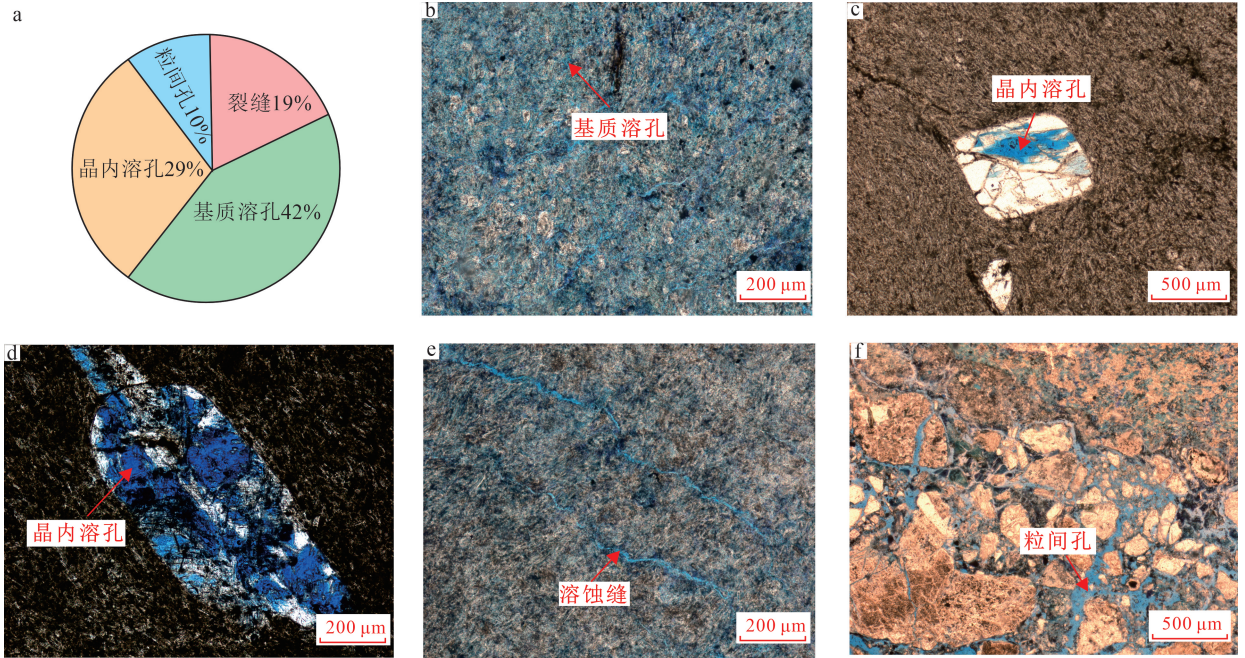 a
粒间孔10%
裂缝19%
晶内溶孔29%
基质溶孔42%
b
基质溶孔
200 μm
c
晶内溶孔
500 μm
d
晶内溶孔
200 μm
e
溶蚀缝
200 μm
f
粒间孔
500 μm